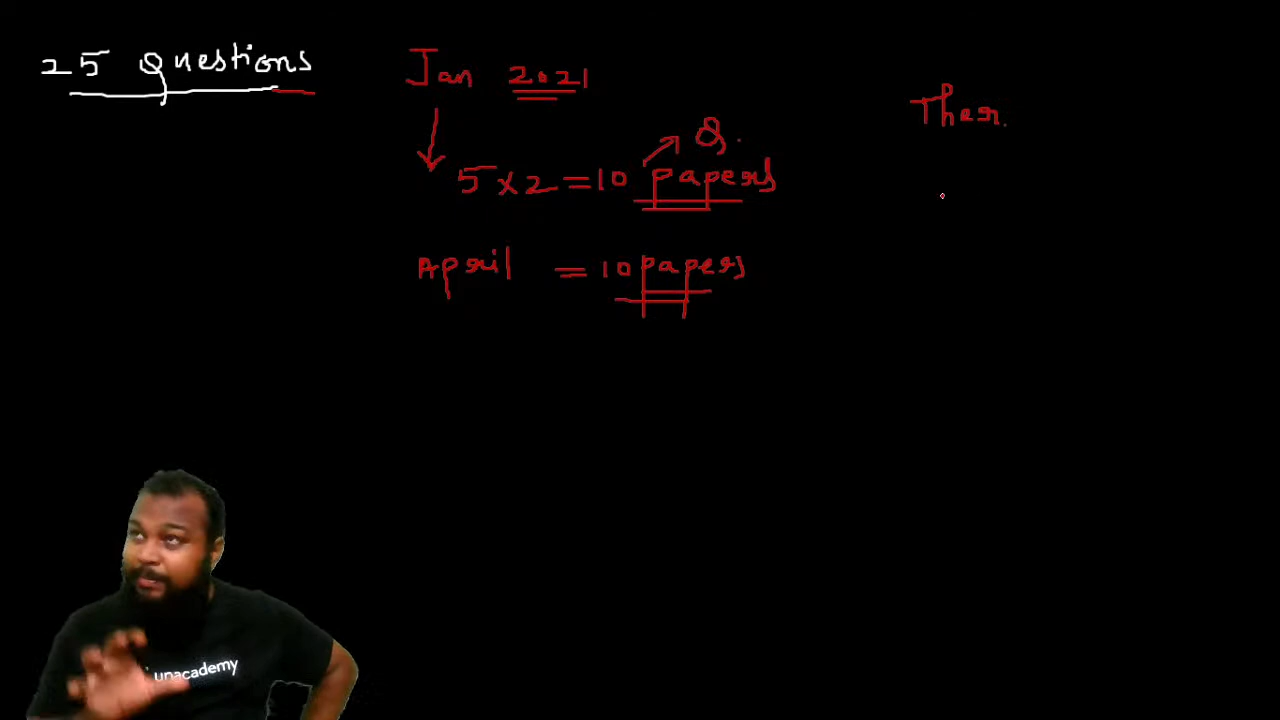 25 Questions
Jan 2021
Ther.
Q.
5 x 2 = 10 papers
April = 10 papers
unacademy